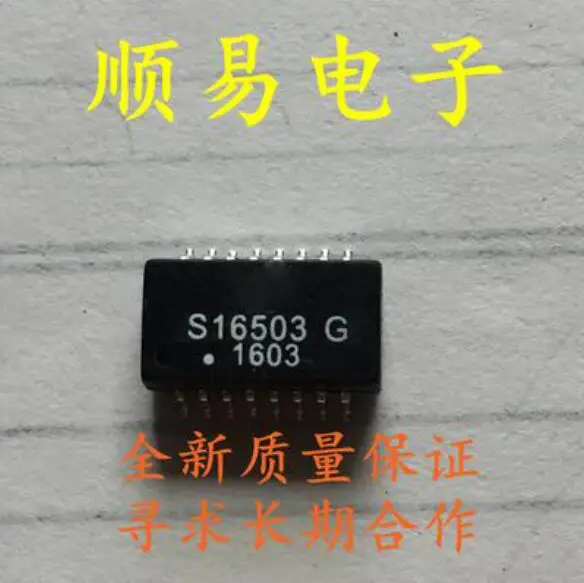 顺易电子
S16503 G
1603
全新质量保证
寻求长期合作